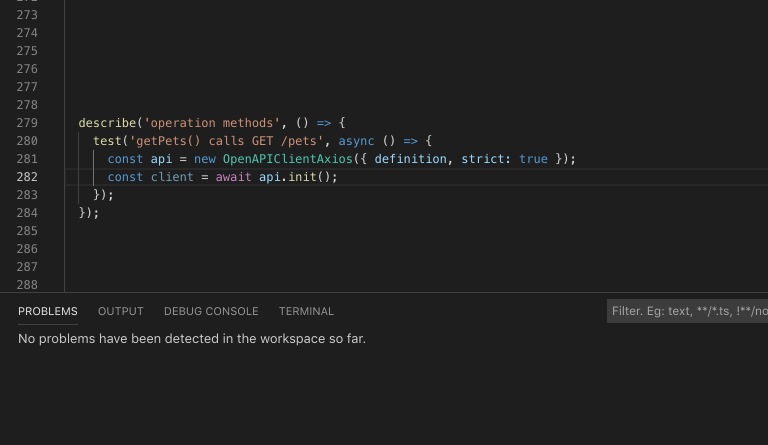 273
274
275
276
277
278
279 describe('operation methods', () => {
280 test('getPets() calls GET /pets', async () => {
281 const api = new OpenAPIClientAxios({ definition, strict: true });
282 const client = await api.init();
283 });
284 });
285
286
287
288
PROBLEMS OUTPUT DEBUG CONSOLE TERMINAL Filter. Eg: text, **/*.ts, !**/no
No problems have been detected in the workspace so far.